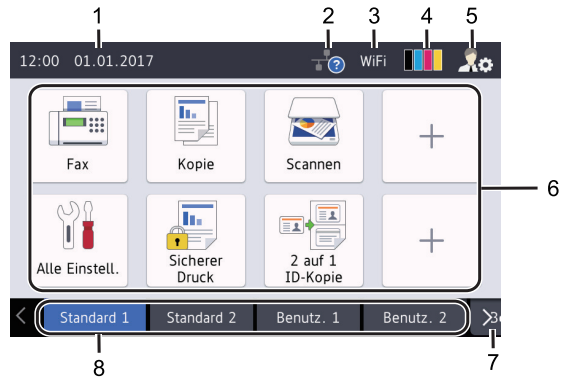 1 2 3 4 5
12:00 01.01.2017 WiFi
Fax Kopie Scannen
6
Alle Einstell. Sicherer Druck 2 auf 1 ID-Kopie
Standard 1 Standard 2 Benutz. 1 Benutz. 2
8 7